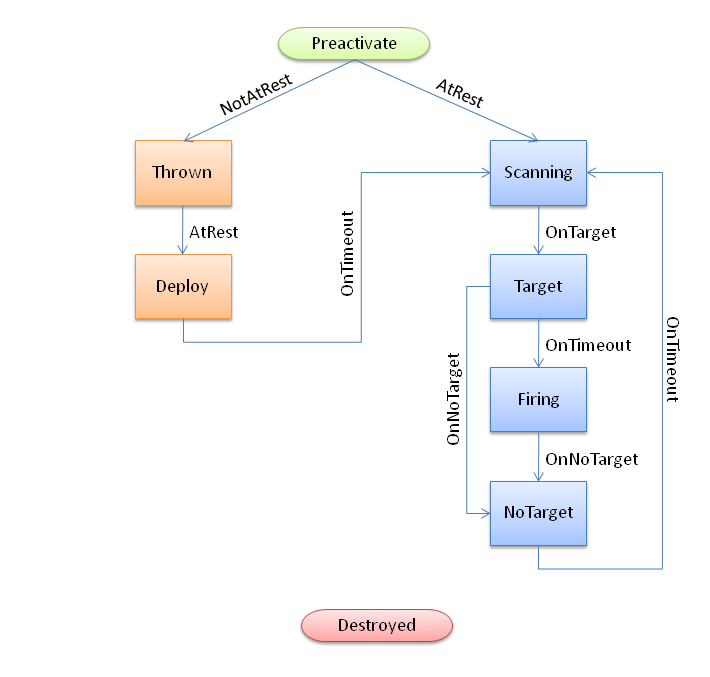 Preactivate
NotAtRest
AtRest
Thrown
Scanning
AtRest
OnTimeout
OnTarget
Deploy
Target
OnTimeout
OnTimeout
OnNoTarget
Firing
OnNoTarget
NoTarget
Destroyed